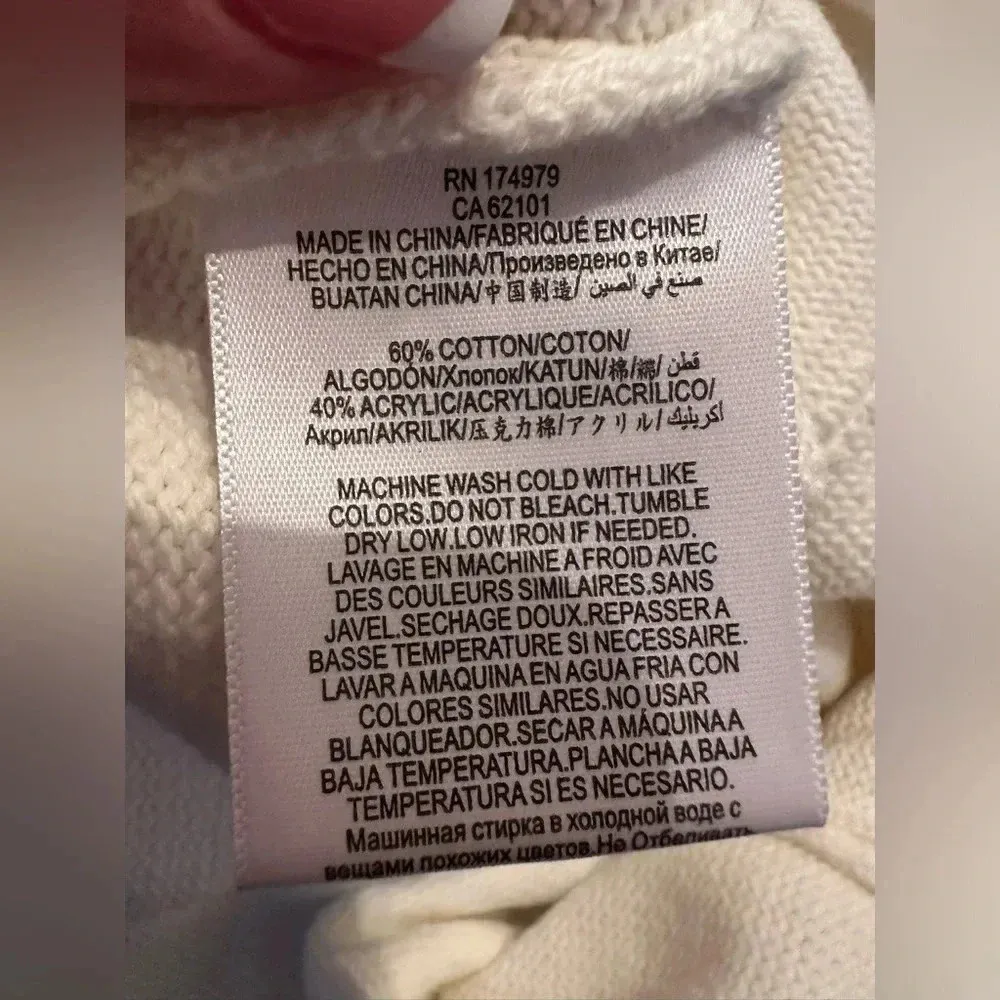 RN 174979
CA 62101
MADE IN CHINA/FABRIQUÉ EN CHINE/
HECHO EN CHINA/Произведено в Китае/
BUATAN CHINA/中国制造/ صنع في الصين
60% COTTON/COTON/
ALGODÓN/Хлопок/KATUN/棉/綿/ قطن
40% ACRYLIC/ACRYLIQUE/ACRÍLICO/
Акрил/AKRILIK/压克力棉/アクリル/ اكريليك
MACHINE WASH COLD WITH LIKE
COLORS.DO NOT BLEACH.TUMBLE
DRY LOW.LOW IRON IF NEEDED.
LAVAGE EN MACHINE A FROID AVEC
DES COULEURS SIMILAIRES.SANS
JAVEL.SECHAGE DOUX.REPASSER A
BASSE TEMPERATURE SI NECESSAIRE.
LAVAR A MAQUINA EN AGUA FRIA CON
COLORES SIMILARES.NO USAR
BLANQUEADOR.SECAR A MÁQUINA A
BAJA TEMPERATURA.PLANCHA A BAJA
TEMPERATURA SI ES NECESARIO.
Машинная стирка в холодной воде с
вещами похожих цветов.Не Отбеливать